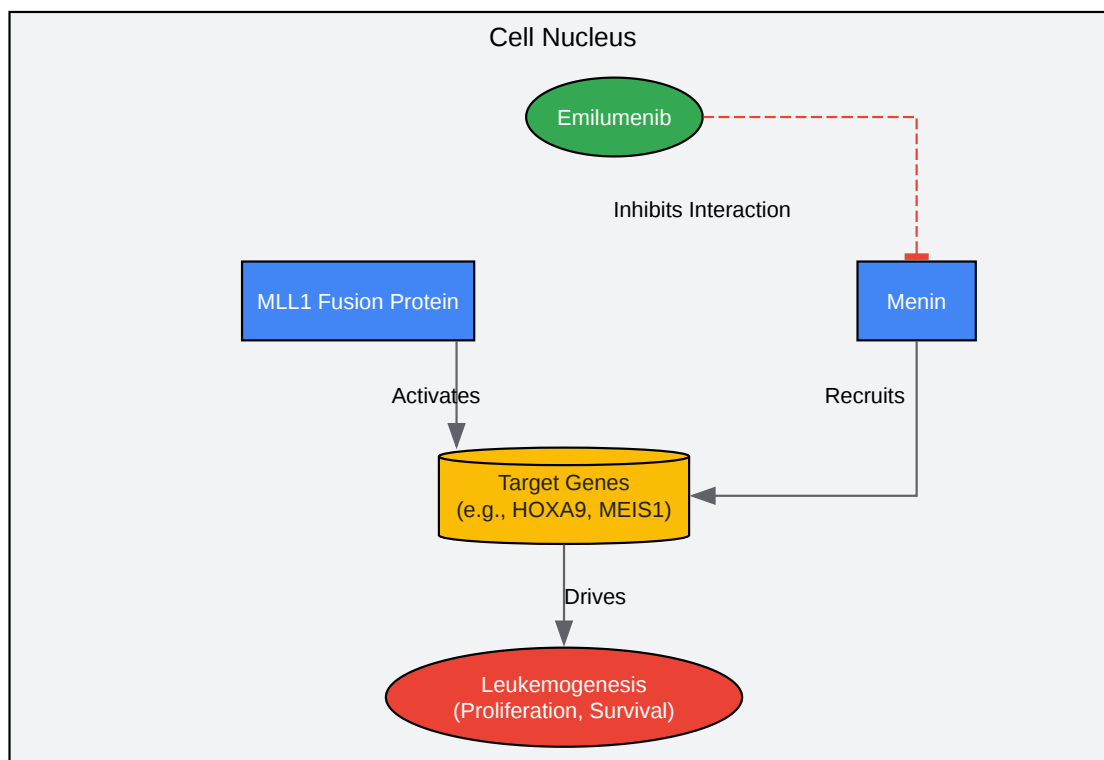 Cell Nucleus
Emilumenib
Inhibits Interaction
MLL1 Fusion Protein
Menin
Activates
Recruits
Target Genes
(e.g., HOXA9, MEIS1)
Drives
Leukemogenesis
(Proliferation, Survival)